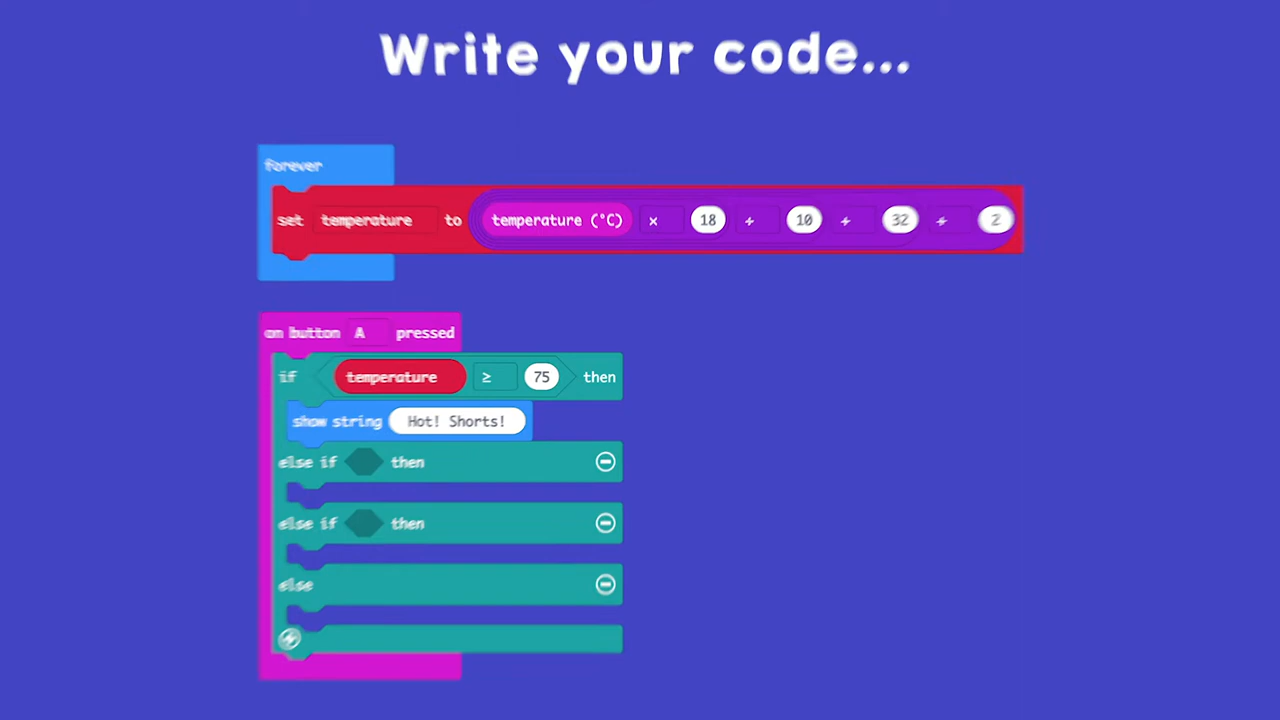 Write your code...
forever
set temperature to temperature (°C) × 18 10 32 2
on button A pressed
if temperature ≥ 75 then
show string Hot! Shorts!
else if then
else if then
else